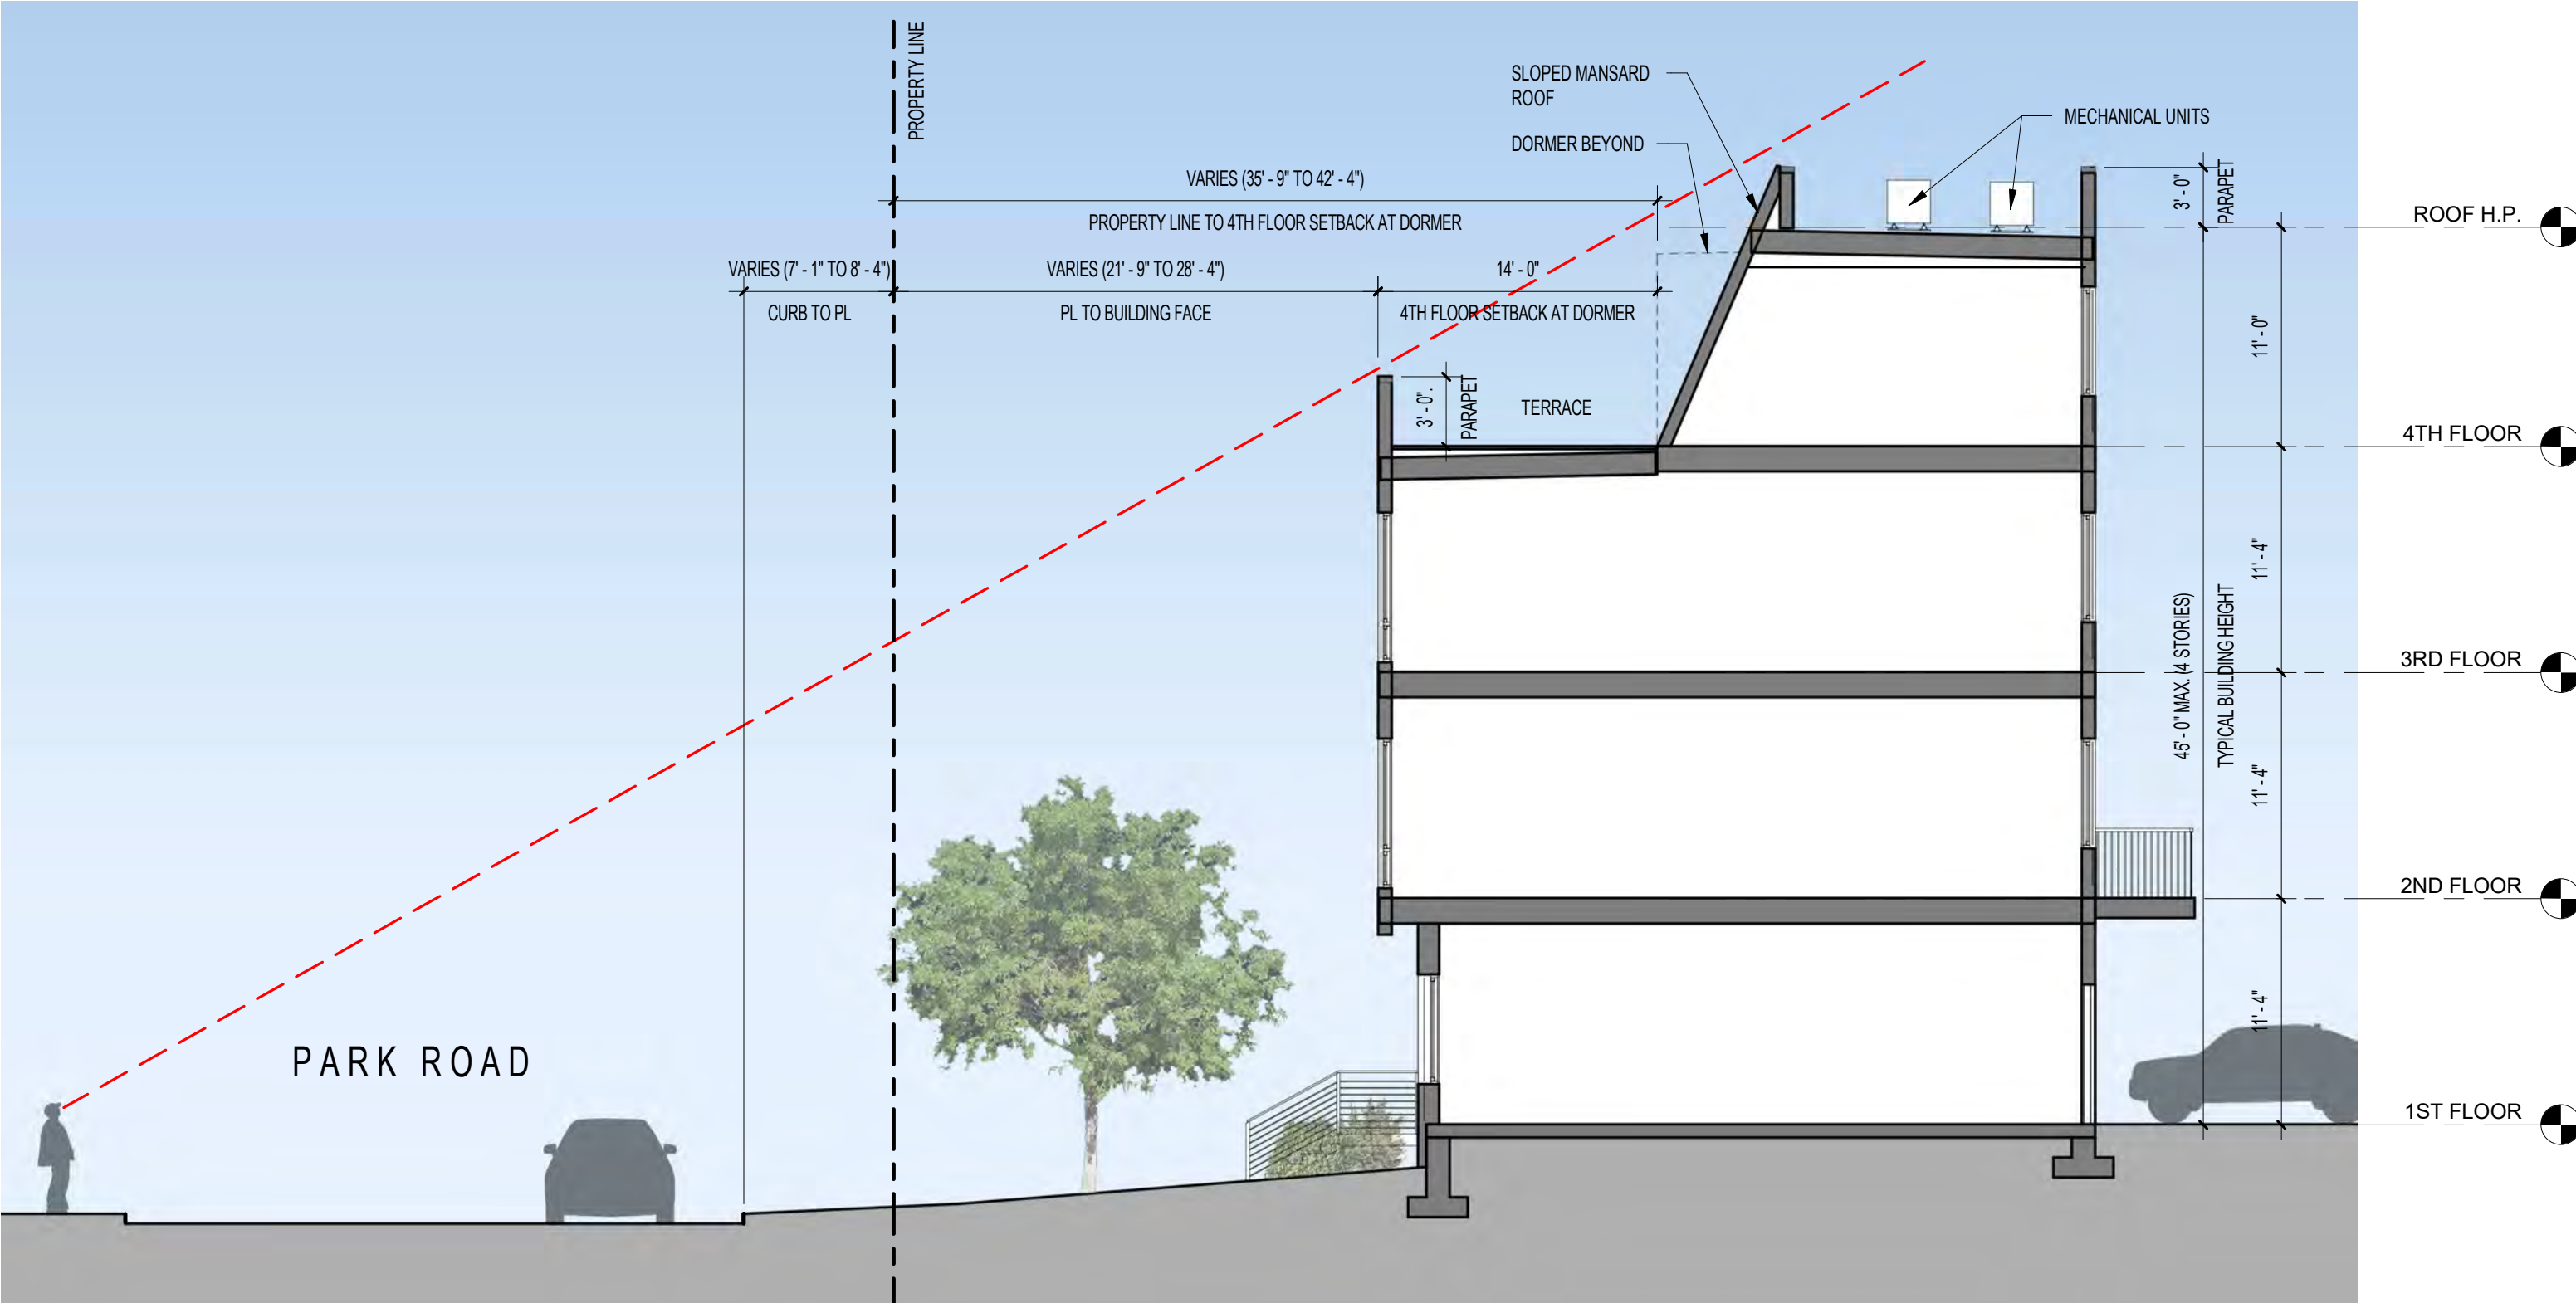 PROPERTY LINE
SLOPED MANSARD
ROOF
MECHANICAL UNITS
DORMER BEYOND
VARIES (35' - 9" TO 42' - 4")
PROPERTY LINE TO 4TH FLOOR SETBACK AT DORMER
3' - 0"
PARAPET
ROOF H.P.
VARIES (7' - 1" TO 8' - 4")
CURB TO PL
VARIES (21' - 9" TO 28' - 4")
PL TO BUILDING FACE
14' - 0"
4TH FLOOR SETBACK AT DORMER
11' - 0"
3' - 0".
PARAPET
TERRACE
4TH FLOOR
11' - 4"
3RD FLOOR
45' - 0" MAX. (4 STORIES)
TYPICAL BUILDING HEIGHT
11' - 4"
2ND FLOOR
11' - 4"
PARK ROAD
1ST FLOOR